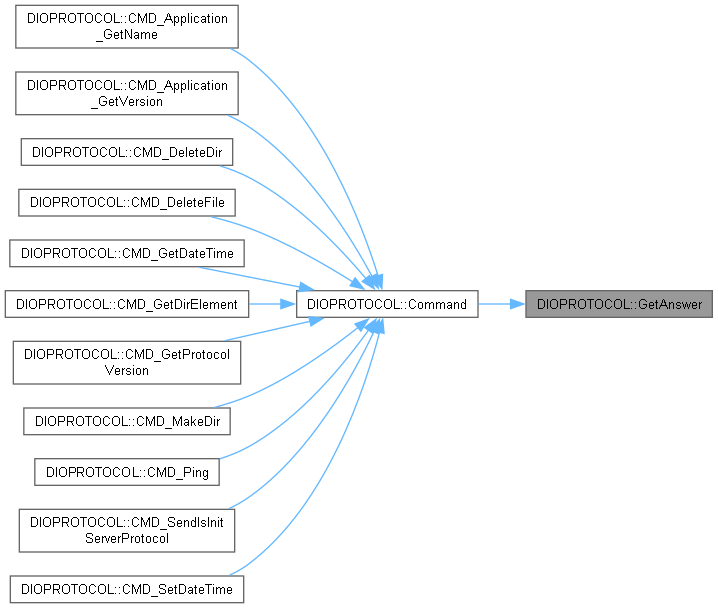 DIOPROTOCOL::CMD_Application
_GetName
DIOPROTOCOL::CMD_Application
_GetVersion
DIOPROTOCOL::CMD_DeleteDir
DIOPROTOCOL::CMD_DeleteFile
DIOPROTOCOL::CMD_GetDateTime
DIOPROTOCOL::CMD_GetDirElement
DIOPROTOCOL::Command
DIOPROTOCOL::GetAnswer
DIOPROTOCOL::CMD_GetProtocol
Version
DIOPROTOCOL::CMD_MakeDir
DIOPROTOCOL::CMD_Ping
DIOPROTOCOL::CMD_SendIsInit
ServerProtocol
DIOPROTOCOL::CMD_SetDateTime